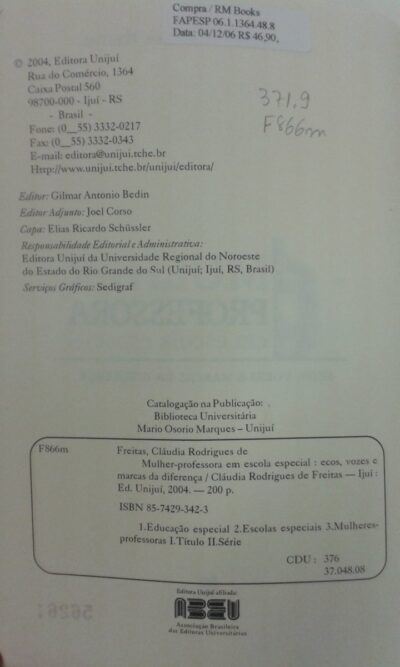 Compra / RM Books
FAPESP 06.1.1364.48.8
Data: 04/12/06 R$ 46,90,
© 2004, Editora Unijuí
Rua do Comércio, 1364
Caixa Postal 560
98700-000 - Ijuí - RS
- Brasil -
Fone: (0__55) 3332-0217
Fax: (0__55) 3332-0343
E-mail: editora@unijui.tche.br
Http://www.unijui.tche.br/unijui/editora/
371.9
F866m
Editor: Gilmar Antonio Bedin
Editor Adjunto: Joel Corso
Capa: Elias Ricardo Schüssler
Responsabilidade Editorial e Administrativa:
Editora Unijuí da Universidade Regional do Noroeste
do Estado do Rio Grande do Sul (Unijuí; Ijuí, RS, Brasil)
Serviços Gráficos: Sedigraf
PROFESSORA
Catalogação na Publicação:
Biblioteca Universitária
Mario Osorio Marques – Unijuí
F866m
Freitas, Cláudia Rodrigues de
Mulher-professora em escola especial : ecos, vozes e
marcas da diferença / Cláudia Rodrigues de Freitas — Ijuí :
Ed. Unijuí, 2004. — 200 p.
ISBN 85-7429-342-3
1.Educação especial 2.Escolas especiais 3.Mulheres-
professoras I.Título II.Série
CDU : 376
37.048.08
Editora Unijuí afiliada:
ABEU
Associação Brasileira
das Editoras Universitárias